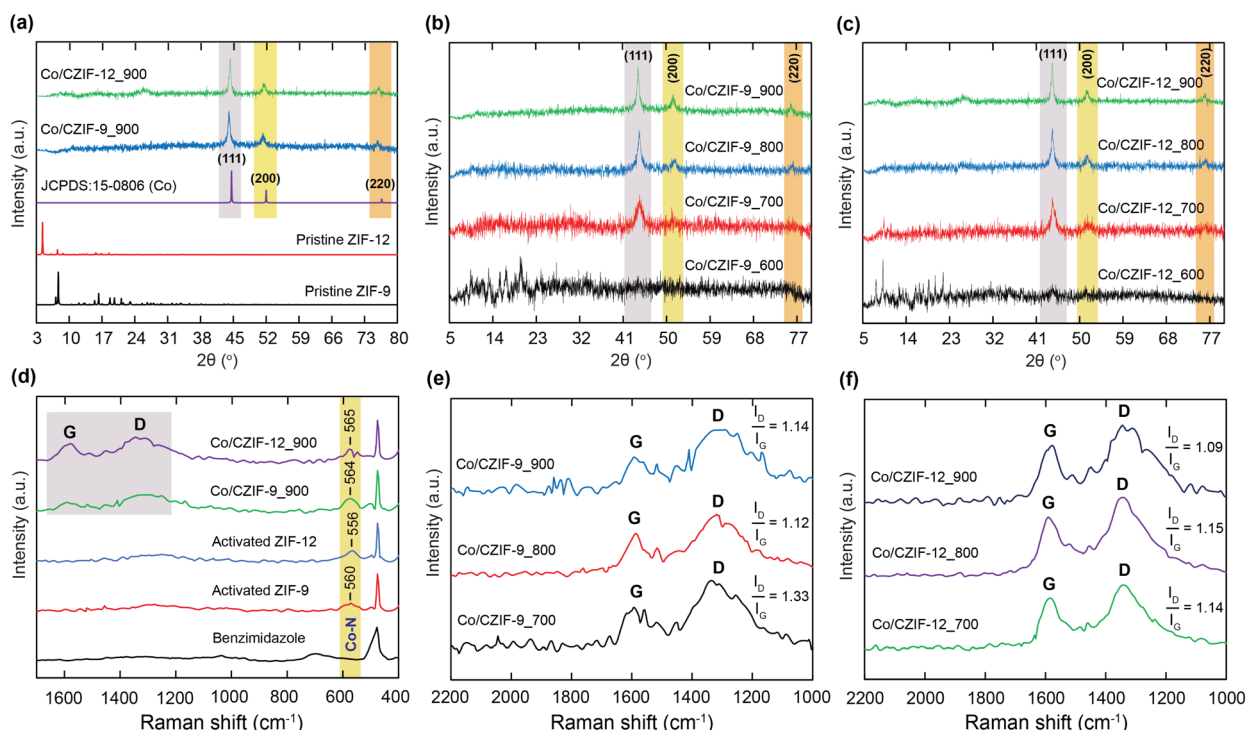 (a)
Intensity (a.u.)
Co/CZIF-12_900
Co/CZIF-9_900
(111)
JCPDS:15-0806 (Co)
(200)
(220)
Pristine ZIF-12
Pristine ZIF-9
3 10 17 24 31 38 45 52 59 66 73 80
2θ (°)
(b)
Intensity (a.u.)
(111)
(200)
(220)
Co/CZIF-9_900
Co/CZIF-9_800
Co/CZIF-9_700
Co/CZIF-9_600
5 14 23 32 41 50 59 68 77
2θ (°)
(c)
Intensity (a.u.)
(111)
(200)
(220)
Co/CZIF-12_900
Co/CZIF-12_800
Co/CZIF-12_700
Co/CZIF-12_600
5 14 23 32 41 50 59 68 77
2θ (°)
(d)
Intensity (a.u.)
G
D
Co/CZIF-12_900
Co/CZIF-9_900
Activated ZIF-12
Activated ZIF-9
Benzimidazole
Co-N – 560 – 556 – 564 – 565
1600 1400 1200 1000 800 600 400
Raman shift (cm⁻¹)
(e)
Intensity (a.u.)
Co/CZIF-9_900
G
D
I_D/I_G = 1.14
Co/CZIF-9_800
G
D
I_D/I_G = 1.12
Co/CZIF-9_700
G
D
I_D/I_G = 1.33
2200 2000 1800 1600 1400 1200 1000
Raman shift (cm⁻¹)
(f)
Intensity (a.u.)
Co/CZIF-12_900
G
D
I_D/I_G = 1.09
Co/CZIF-12_800
G
D
I_D/I_G = 1.15
Co/CZIF-12_700
G
D
I_D/I_G = 1.14
2200 2000 1800 1600 1400 1200 1000
Raman shift (cm⁻¹)